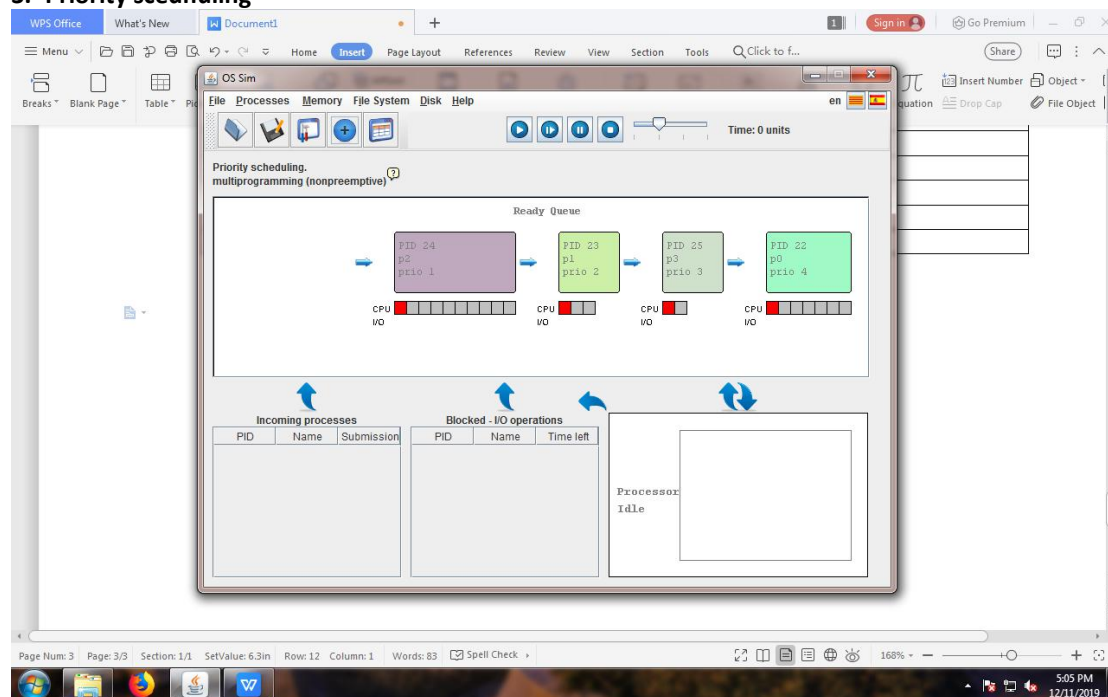 3. Priority scedhuling
WPS Office What's New Document1 + 1 Sign in Go Premium
Menu Home Insert Page Layout References Review View Section Tools Click to f... Share
Breaks Blank Page Table Pic quation Insert Number Object
Drop Cap File Object
OS Sim
File Processes Memory File System Disk Help en
Time: 0 units
Priority scheduling.
multiprogramming (nonpreemptive) ?
Ready Queue
PID 24 PID 23 PID 25 PID 22
p2 p1 p3 p0
prio 1 prio 2 prio 3 prio 4
CPU CPU CPU CPU
I/O I/O I/O I/O
Incoming processes Blocked - I/O operations
PID Name Submission PID Name Time left
Processor
Idle
Page Num: 3 Page: 3/3 Section: 1/1 SetValue: 6.3in Row: 12 Column: 1 Words: 83 Spell Check 168%
5:05 PM
12/11/2019